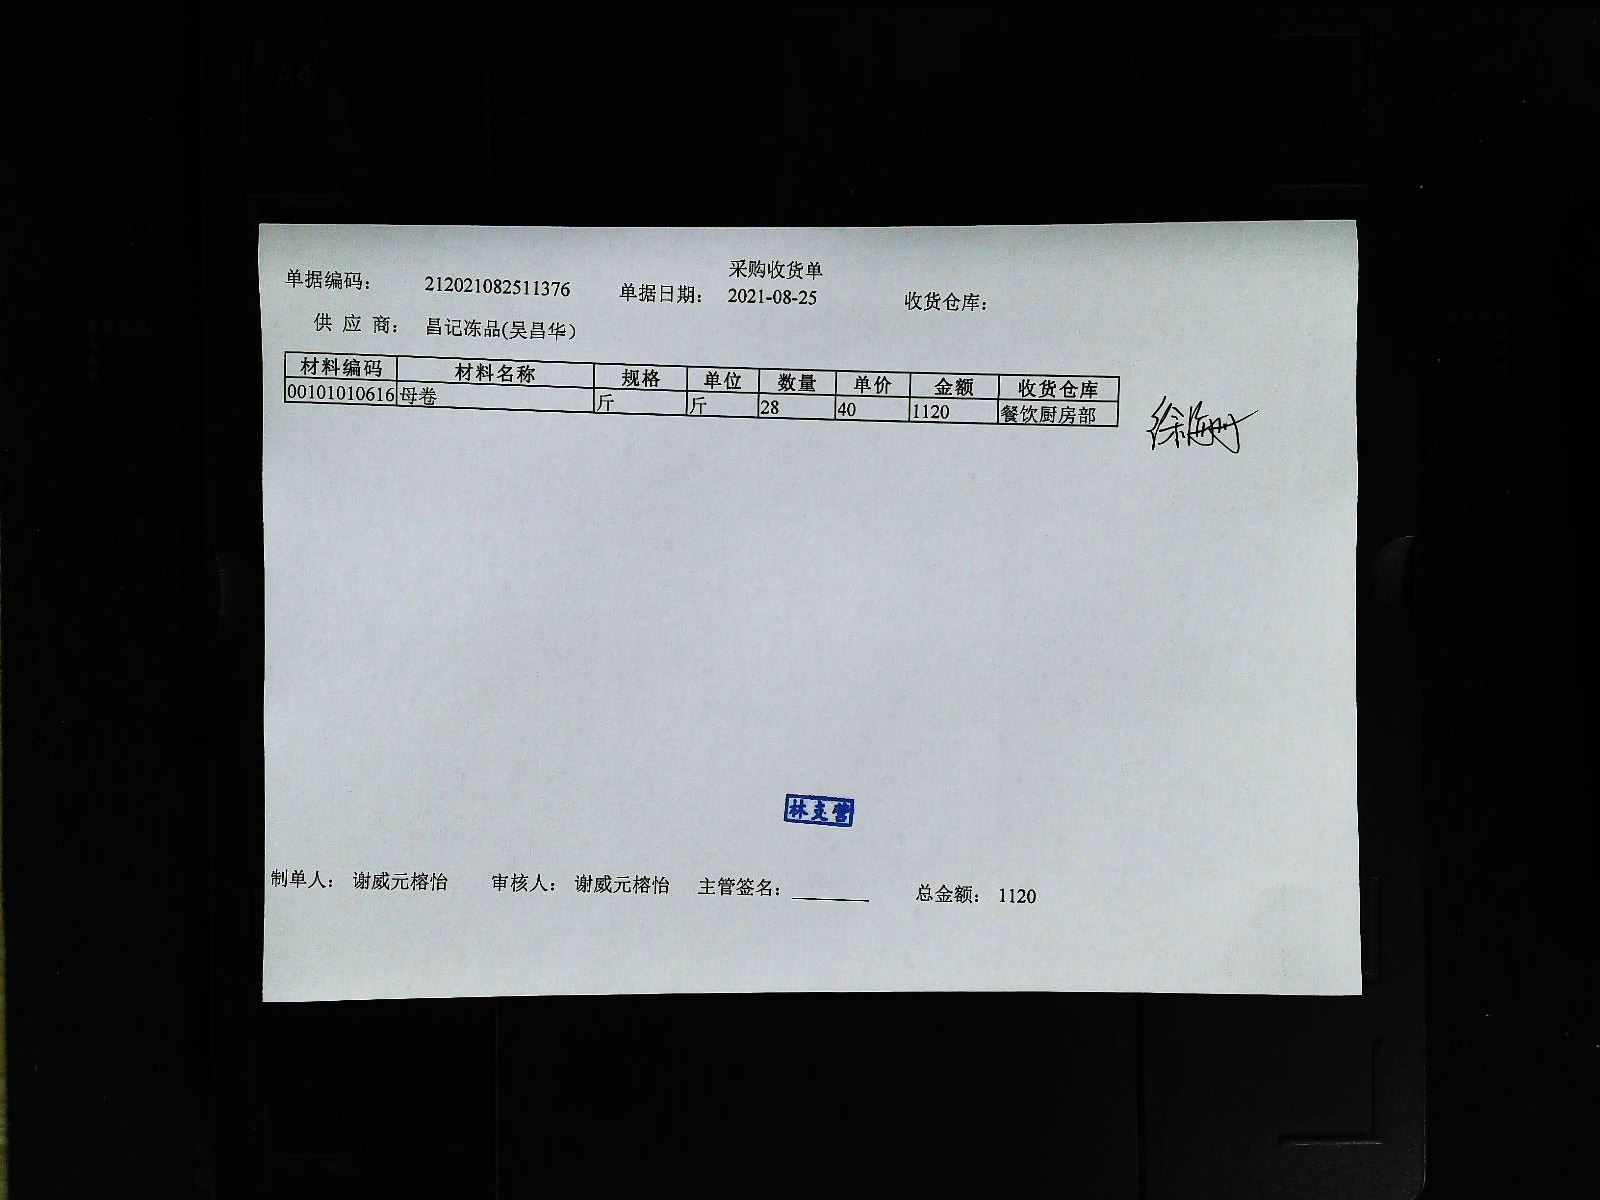 采购收货单
单据编码： 212021082511376 单据日期： 2021-08-25 收货仓库：
供 应 商： 昌记冻品(吴昌华)
材料编码 材料名称 规格 单位 数量 单价 金额 收货仓库
00101010616 母卷 斤 斤 28 40 1120 餐饮厨房部
制单人： 谢威元榕怡 审核人： 谢威元榕怡 主管签名： 总金额： 1120